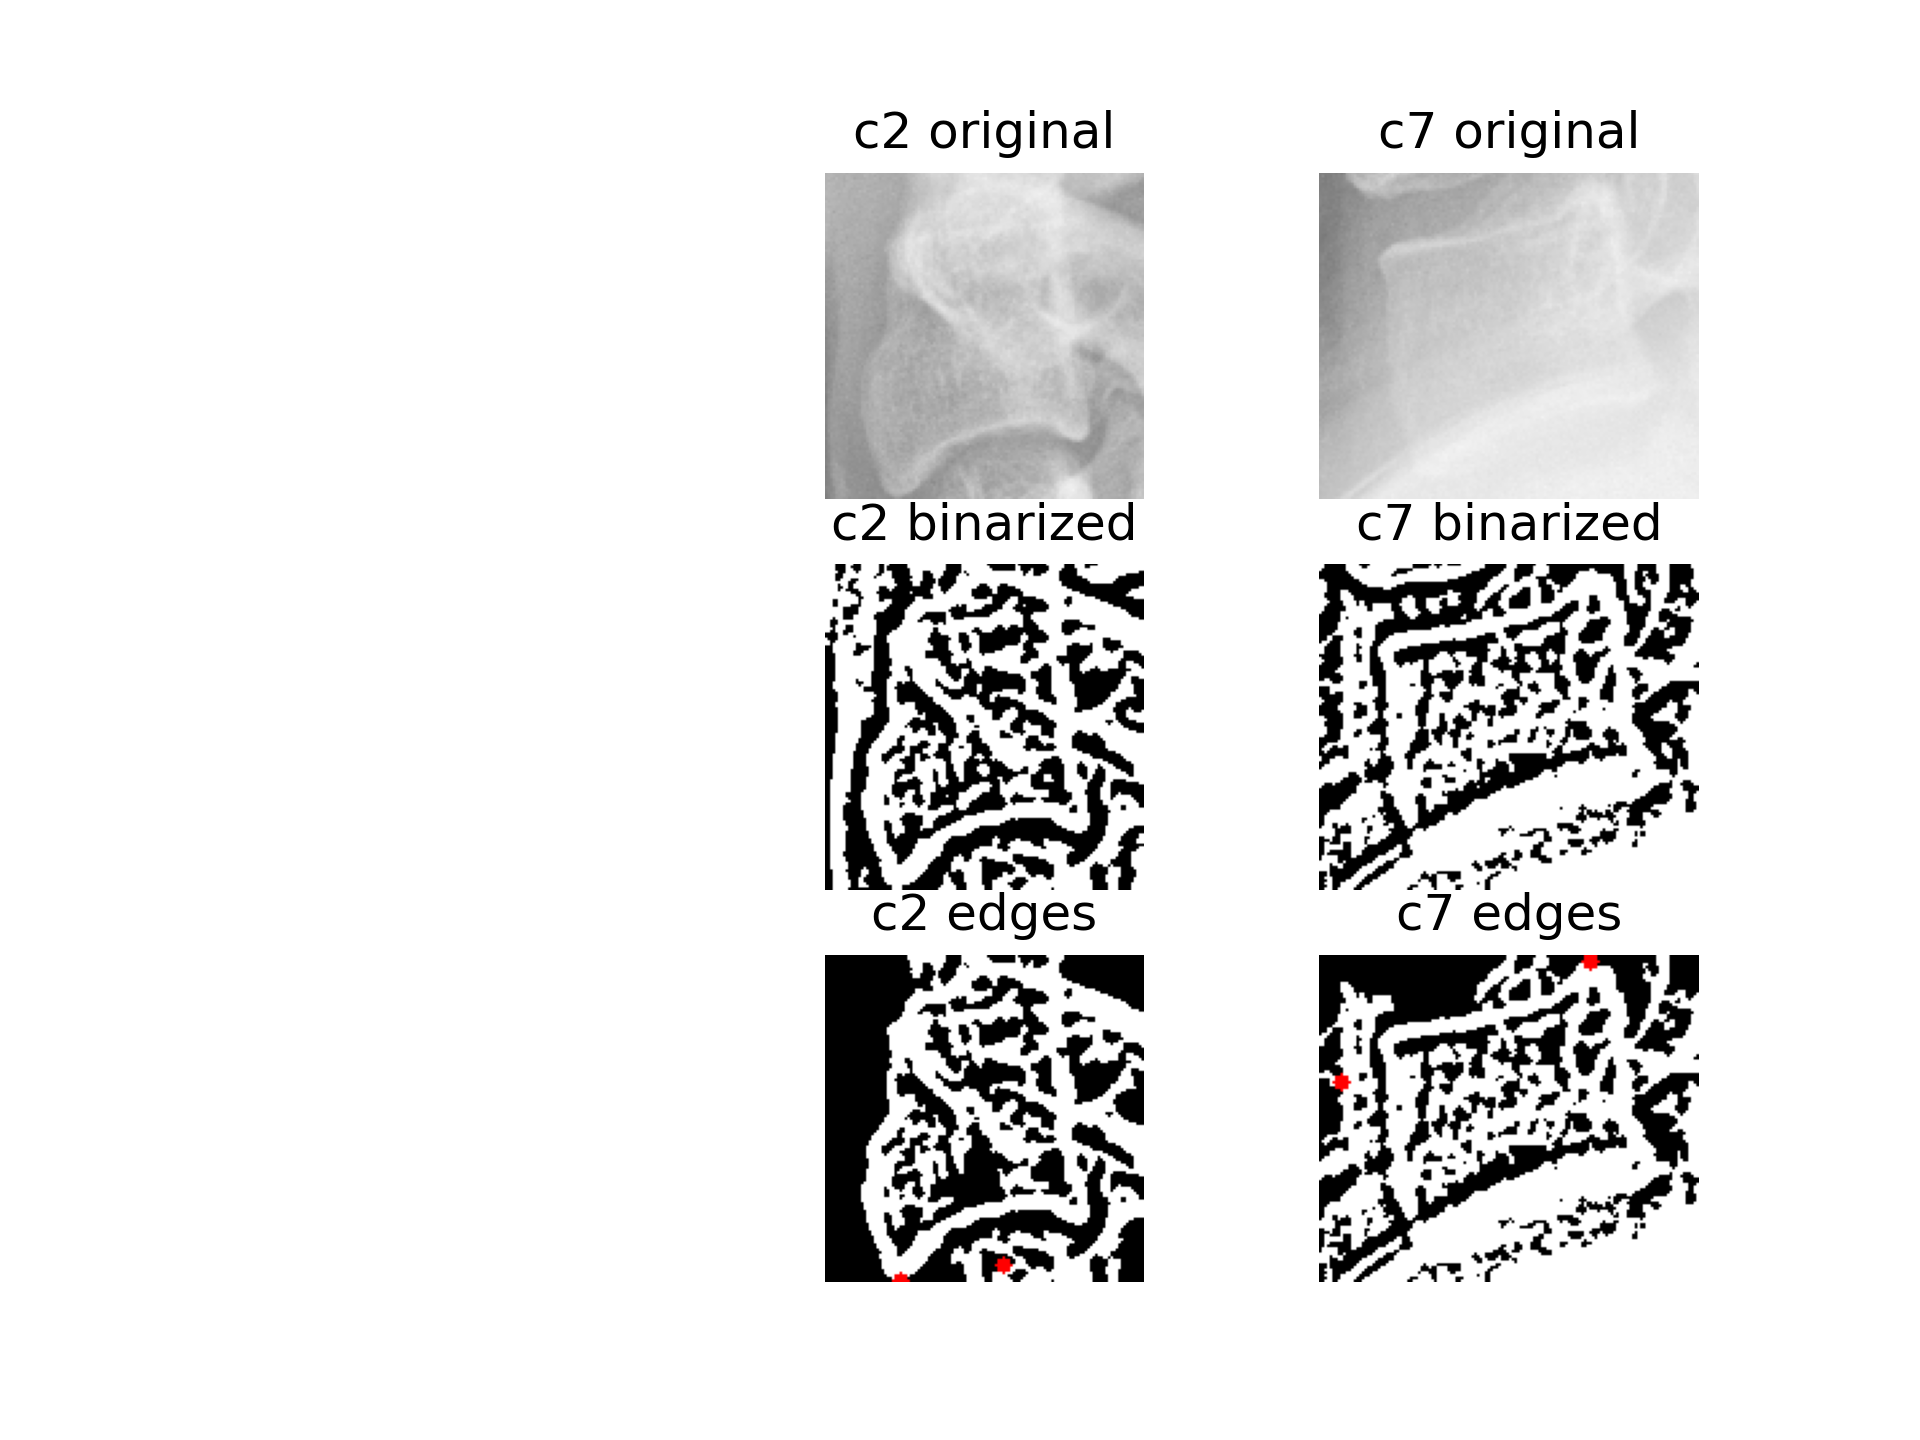 c2 original
c7 original
c2 binarized
c7 binarized
c2 edges
c7 edges